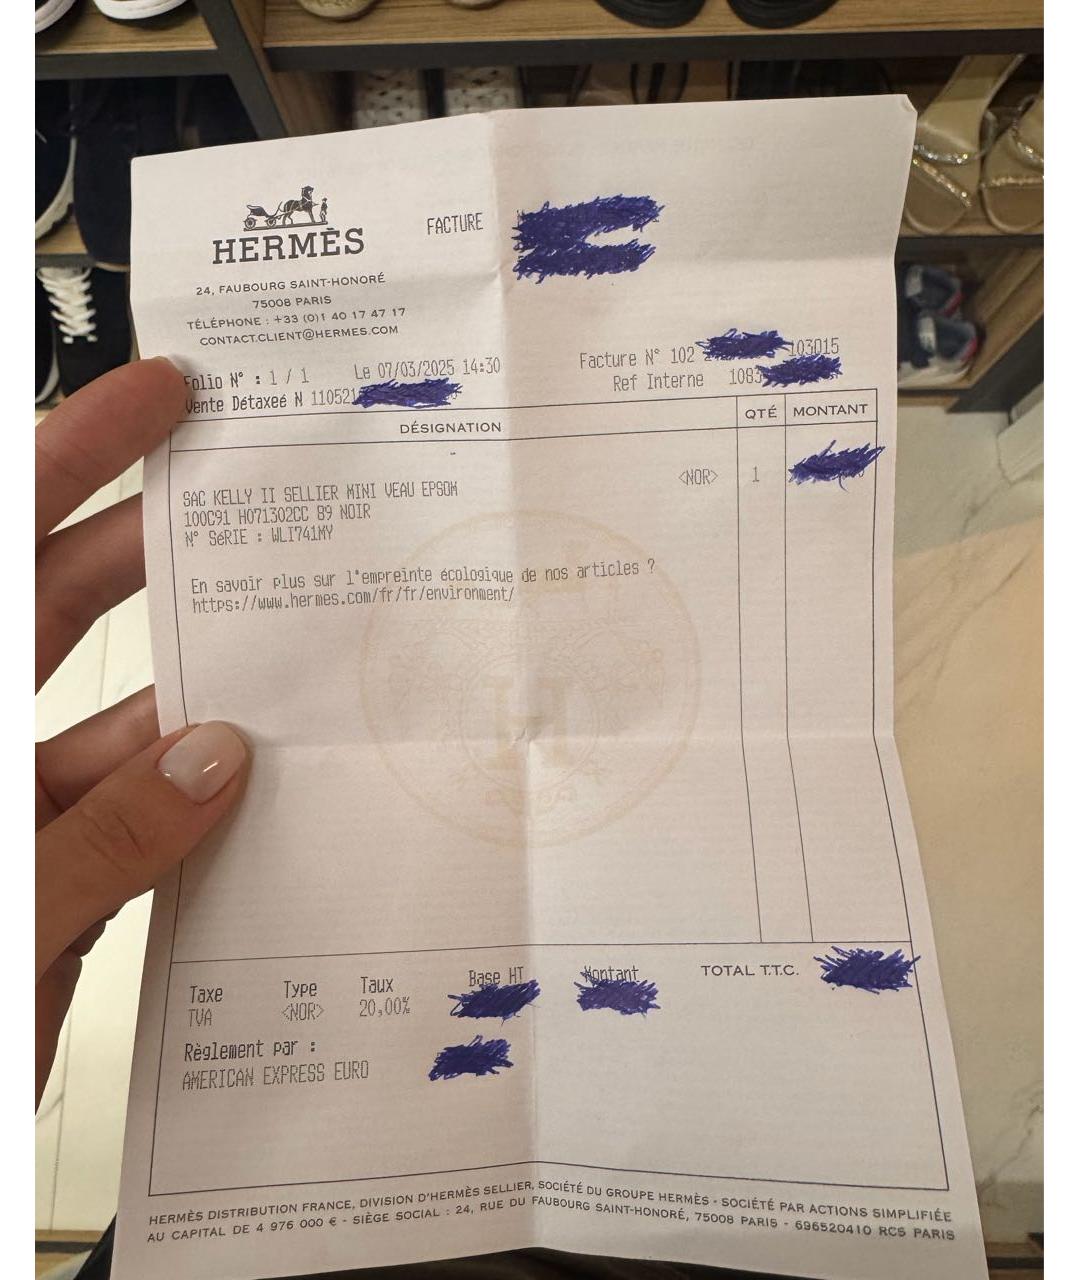 HERMÈS
24, FAUBOURG SAINT-HONORÉ
75008 PARIS
TÉLÉPHONE : +33 (0)1 40 17 47 17
CONTACT.CLIENT@HERMES.COM
FACTURE
Folio N° : 1 / 1 Le 07/03/2025 14:30
Vente Détaxeé N 110521
Facture N° 102 103015
Ref Interne 1083
DÉSIGNATION QTÉ MONTANT
SAC KELLY II SELLIER MINI VEAU EPSOM <NOR> 1
100C91 H071302CC 89 NOIR
N° SéRIE : WLI741MY
En savoir plus sur l'empreinte écologique de nos articles ?
https://www.hermes.com/fr/fr/environment/
H
Taxe Type Taux Base HT Montant TOTAL T.T.C.
TVA <NOR> 20,00%
Règlement par :
AMERICAN EXPRESS EURO
HERMÈS DISTRIBUTION FRANCE, DIVISION D'HERMÈS SELLIER, SOCIÉTÉ DU GROUPE HERMÈS - SOCIÉTÉ PAR ACTIONS SIMPLIFIÉE
AU CAPITAL DE 4 976 000 € - SIÈGE SOCIAL : 24, RUE DU FAUBOURG SAINT-HONORÉ, 75008 PARIS - 696520410 RCS PARIS